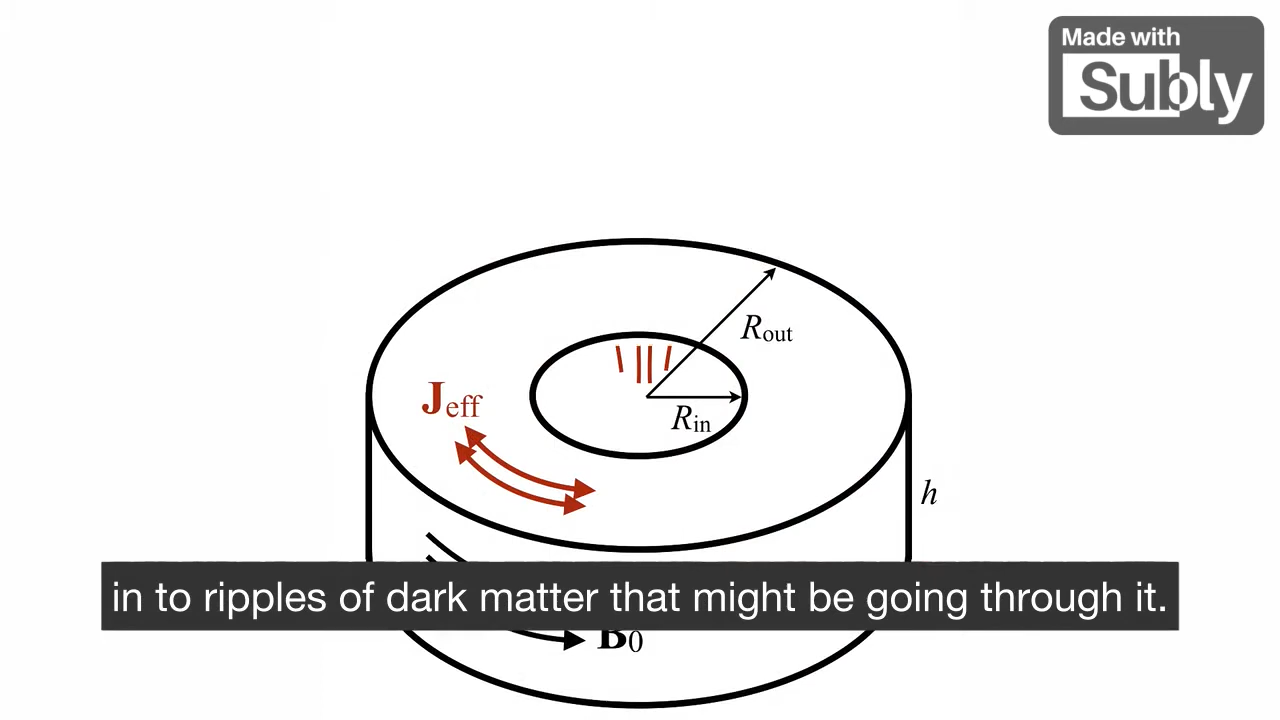 Made with
Subly
R_out
J_eff
R_in
h
in to ripples of dark matter that might be going through it.
B_0